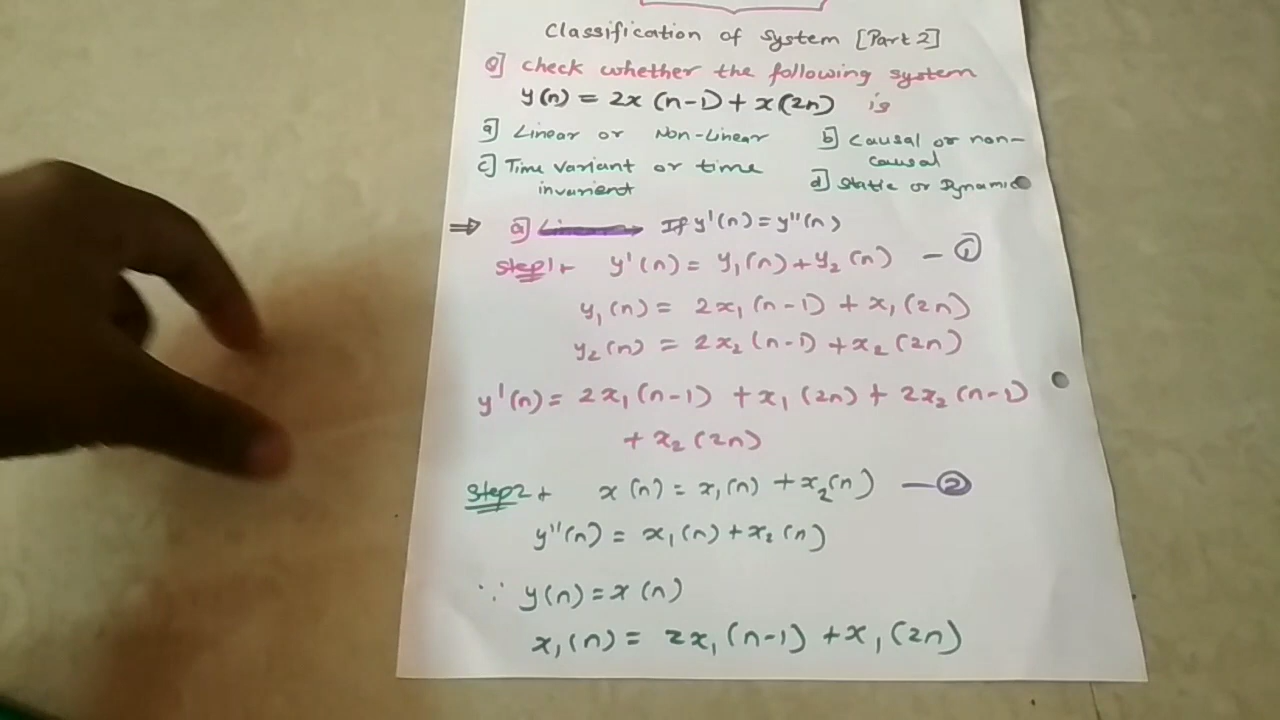 Classification of System [Part 2]
Q] check whether the following system
y(n) = 2x(n-1) + x(2n) is
a] Linear or Non-Linear
b] Causal or non-
causal
c] Time variant or time
invarient
d] Static or Dynamic
⇒ a] If y'(n) = y''(n)
Step1→ y'(n) = y₁(n) + y₂(n) — ①
y₁(n) = 2x₁(n-1) + x₁(2n)
y₂(n) = 2x₂(n-1) + x₂(2n)
y'(n) = 2x₁(n-1) + x₁(2n) + 2x₂(n-1)
+ x₂(2n)
Step2→ x(n) = x₁(n) + x₂(n) — ②
y''(n) = x₁(n) + x₂(n)
∵ y(n) = x(n)
x₁(n) = 2x₁(n-1) + x₁(2n)